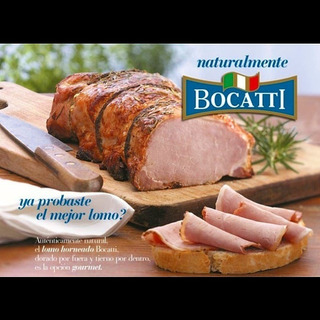 naturalmente
BOCATTI
ya probaste
el mejor lomo?
Autenticamente natural,
el lomo horneado Bocatti,
dorado por fuera y tierno por dentro,
es la opción gourmet.